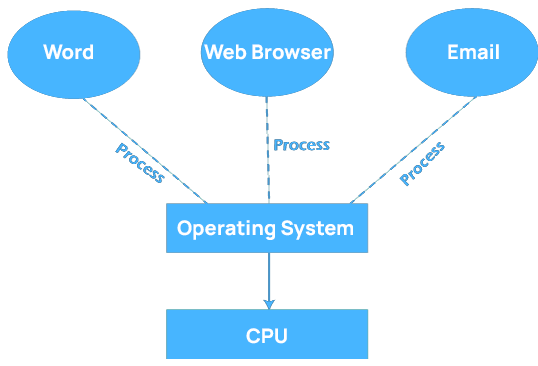 Word
Web Browser
Email
Process
Process
Process
Operating System
CPU